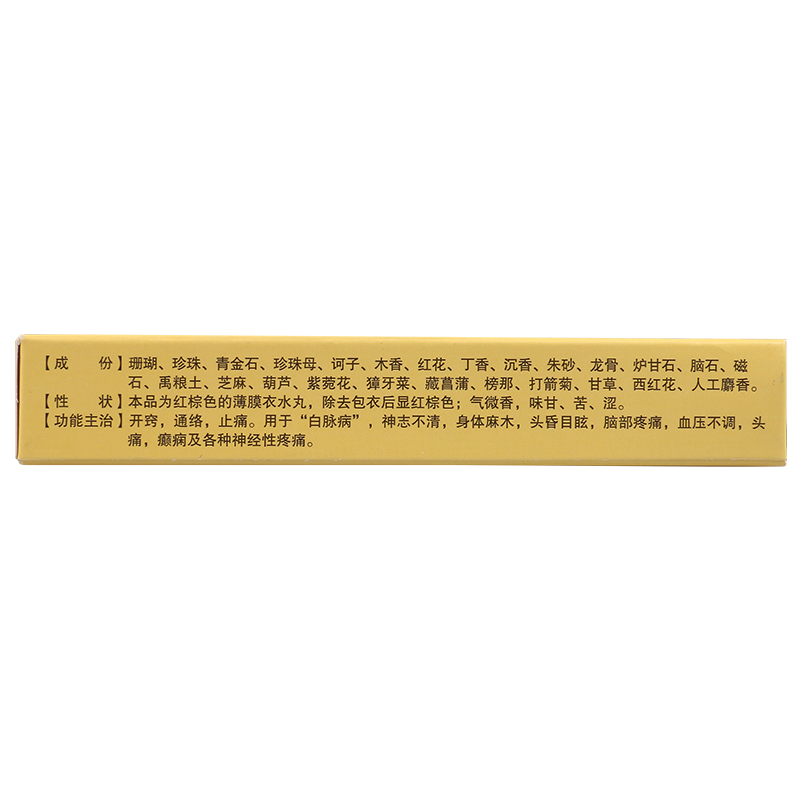 【成　份】珊瑚、珍珠、青金石、珍珠母、诃子、木香、红花、丁香、沉香、朱砂、龙骨、炉甘石、脑石、磁
石、禹粮土、芝麻、葫芦、紫菀花、獐牙菜、藏菖蒲、榜那、打箭菊、甘草、西红花、人工麝香。
【性　状】本品为红棕色的薄膜衣水丸，除去包衣后显红棕色；气微香，味甘、苦、涩。
【功能主治】开窍，通络，止痛。用于“白脉病”，神志不清，身体麻木，头昏目眩，脑部疼痛，血压不调，头
痛，癫痫及各种神经性疼痛。